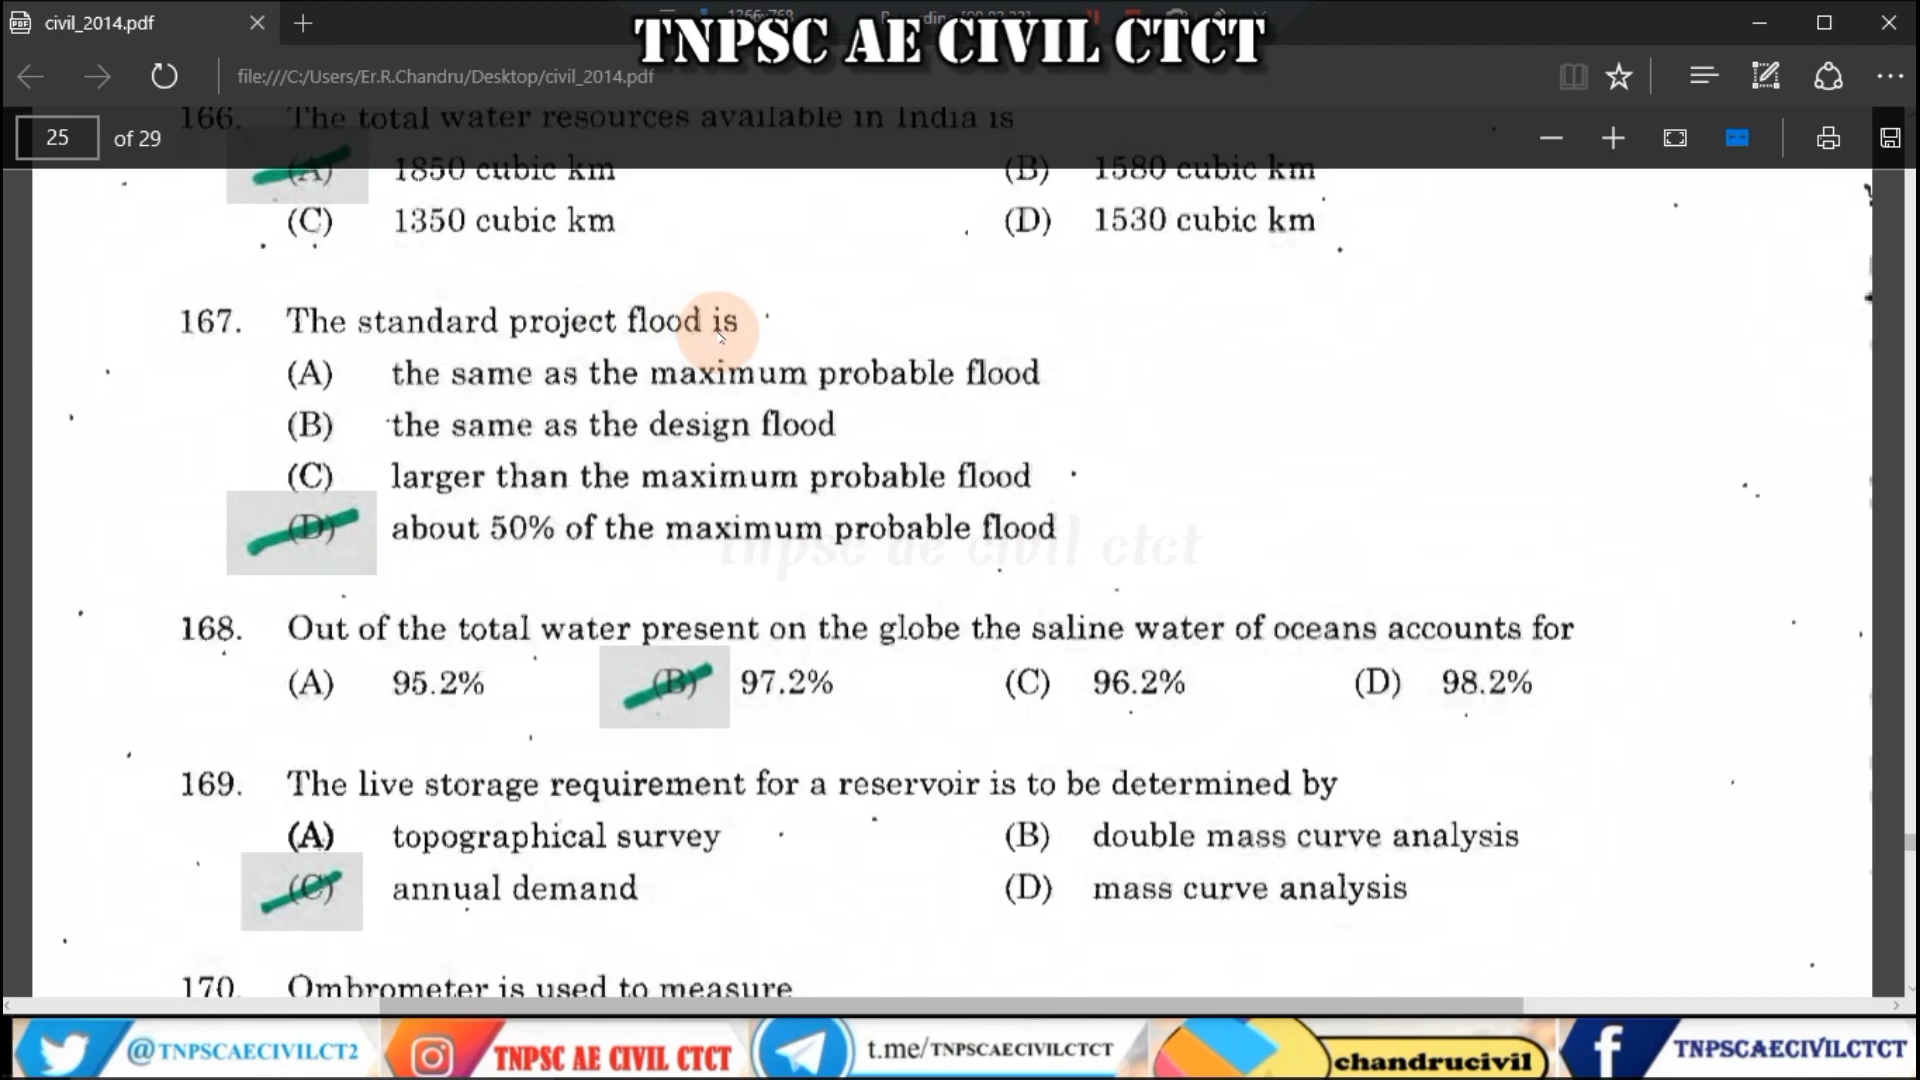 civil_2014.pdf
TNPSC AE CIVIL CTCT
file:///C:/Users/Er.R.Chandru/Desktop/civil_2014.pdf
25 of 29
166. The total water resources available in India is
(A) 1850 cubic km (B) 1580 cubic km
(C) 1350 cubic km (D) 1530 cubic km
167. The standard project flood is
(A) the same as the maximum probable flood
(B) the same as the design flood
(C) larger than the maximum probable flood
(D) about 50% of the maximum probable flood
tnpsc ae civil ctct
168. Out of the total water present on the globe the saline water of oceans accounts for
(A) 95.2% (B) 97.2% (C) 96.2% (D) 98.2%
169. The live storage requirement for a reservoir is to be determined by
(A) topographical survey (B) double mass curve analysis
(C) annual demand (D) mass curve analysis
170. Ombrometer is used to measure
@TNPSCAECIVILCT2 TNPSC AE CIVIL CTCT t.me/TNPSCAECIVILCTCT chandrucivil TNPSCAECIVILCTCT